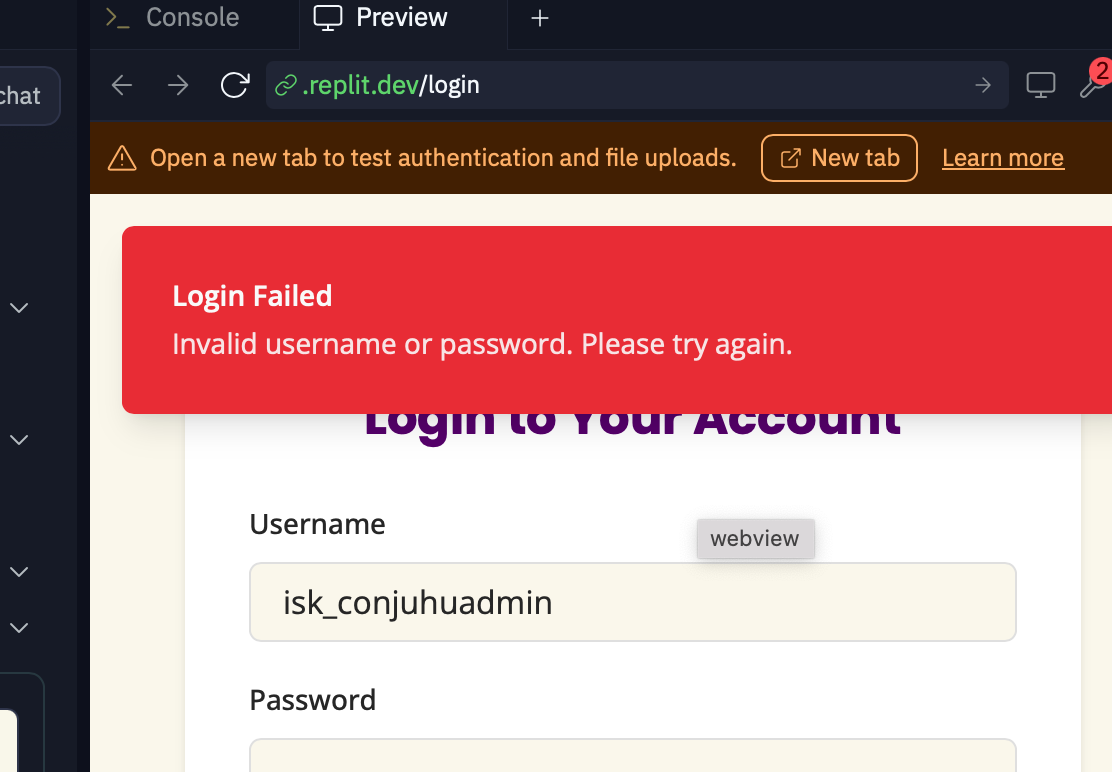 >_ Console
Preview
+
chat
.replit.dev/login
2
Open a new tab to test authentication and file uploads.
New tab
Learn more
Login Failed
Invalid username or password. Please try again.
Login to Your Account
Username
webview
isk_conjuhuadmin
Password